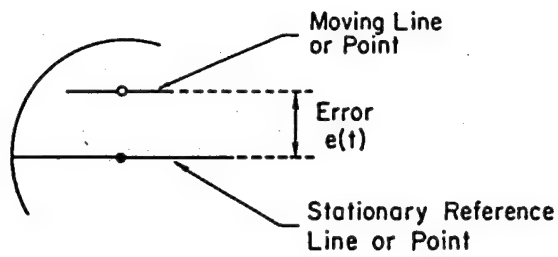 Moving Line
or Point
Error
e(t)
Stationary Reference
Line or Point